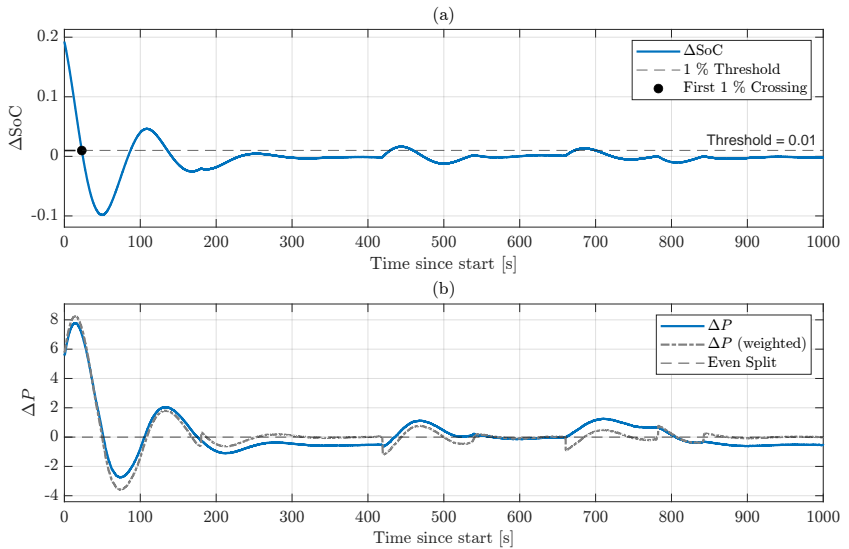 (a)
0.2
0.1
0
-0.1
ΔSoC
ΔSoC
1 % Threshold
First 1 % Crossing
Threshold = 0.01
0 100 200 300 400 500 600 700 800 900 1000
Time since start [s]
(b)
8
6
4
2
0
-2
-4
ΔP
ΔP
ΔP (weighted)
Even Split
0 100 200 300 400 500 600 700 800 900 1000
Time since start [s]